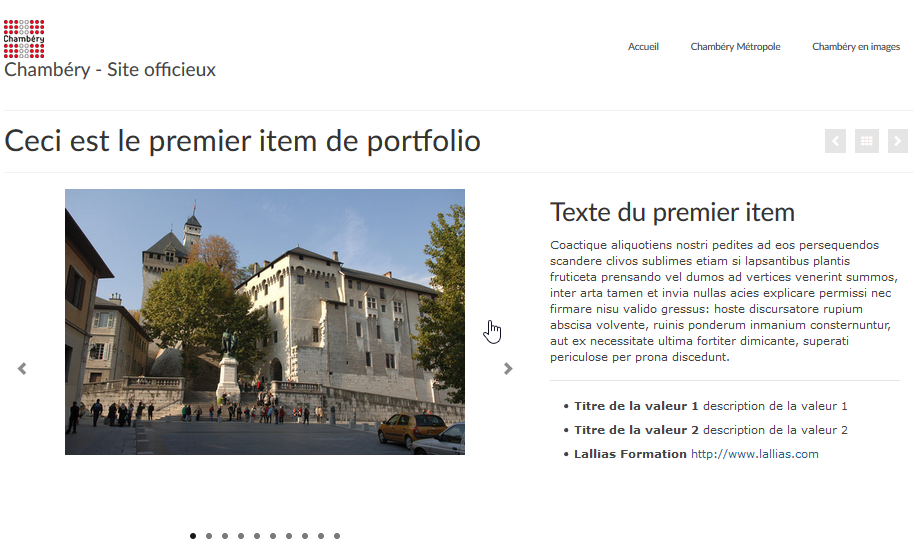 Chambéry
Chambéry - Site officieux
Accueil
Chambéry Métropole
Chambéry en images
Ceci est le premier item de portfolio
Texte du premier item
Coactique aliquotiens nostri pedites ad eos persequendos
scandere clivos sublimes etiam si lapsantibus plantis
fruticeta prensando vel dumos ad vertices venerint summos,
inter arta tamen et invia nullas acies explicare permissi nec
firmare nisu valido gressus: hoste discursatore rupium
abscisa volvente, ruinis ponderum inmanium consternuntur,
aut ex necessitate ultima fortiter dimicante, superati
periculose per prona discedunt.
• Titre de la valeur 1 description de la valeur 1
• Titre de la valeur 2 description de la valeur 2
• Lallias Formation http://www.lallias.com